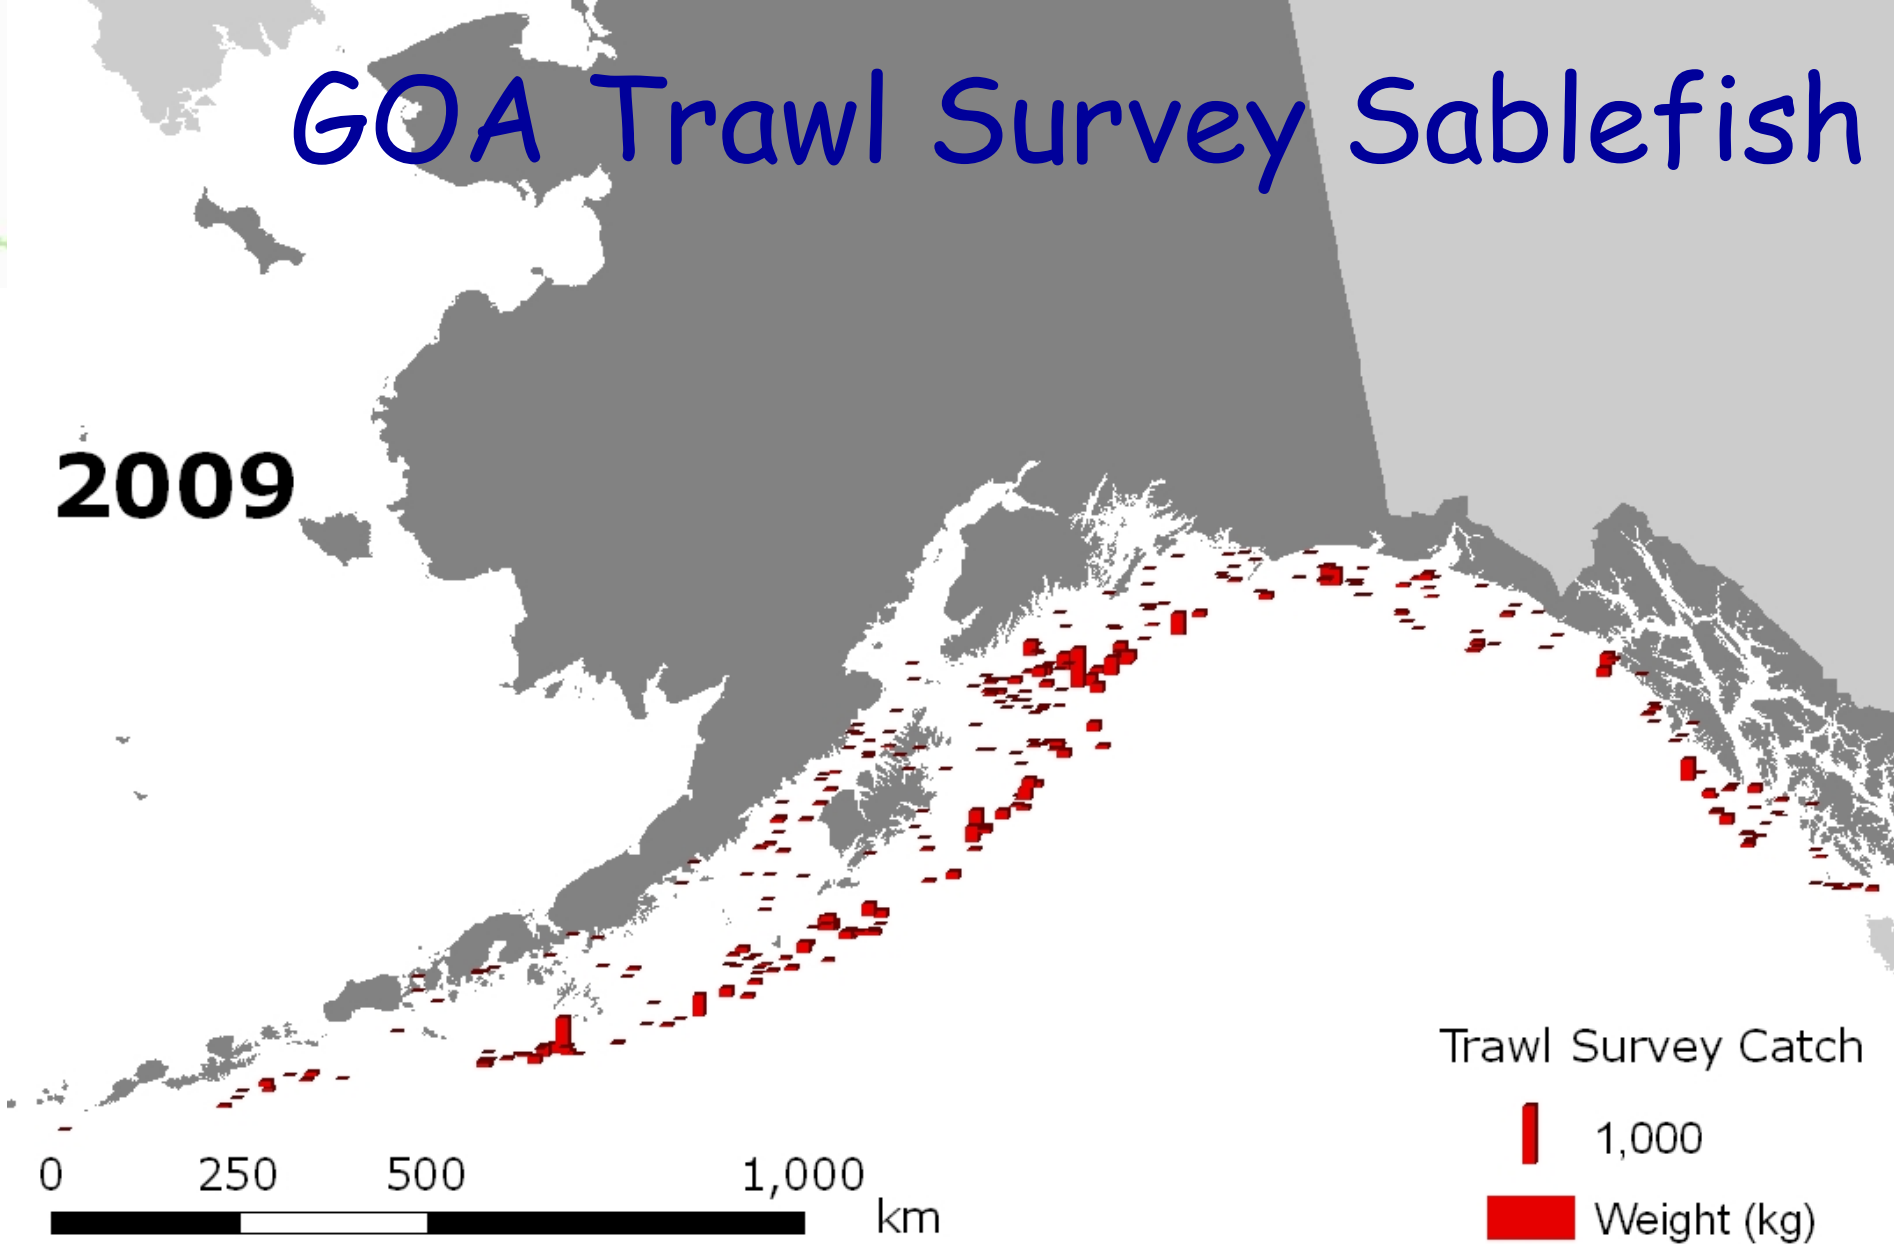 GOA Trawl Survey Sablefish
2009
Trawl Survey Catch
1,000
Weight (kg)
0 250 500 1,000
km